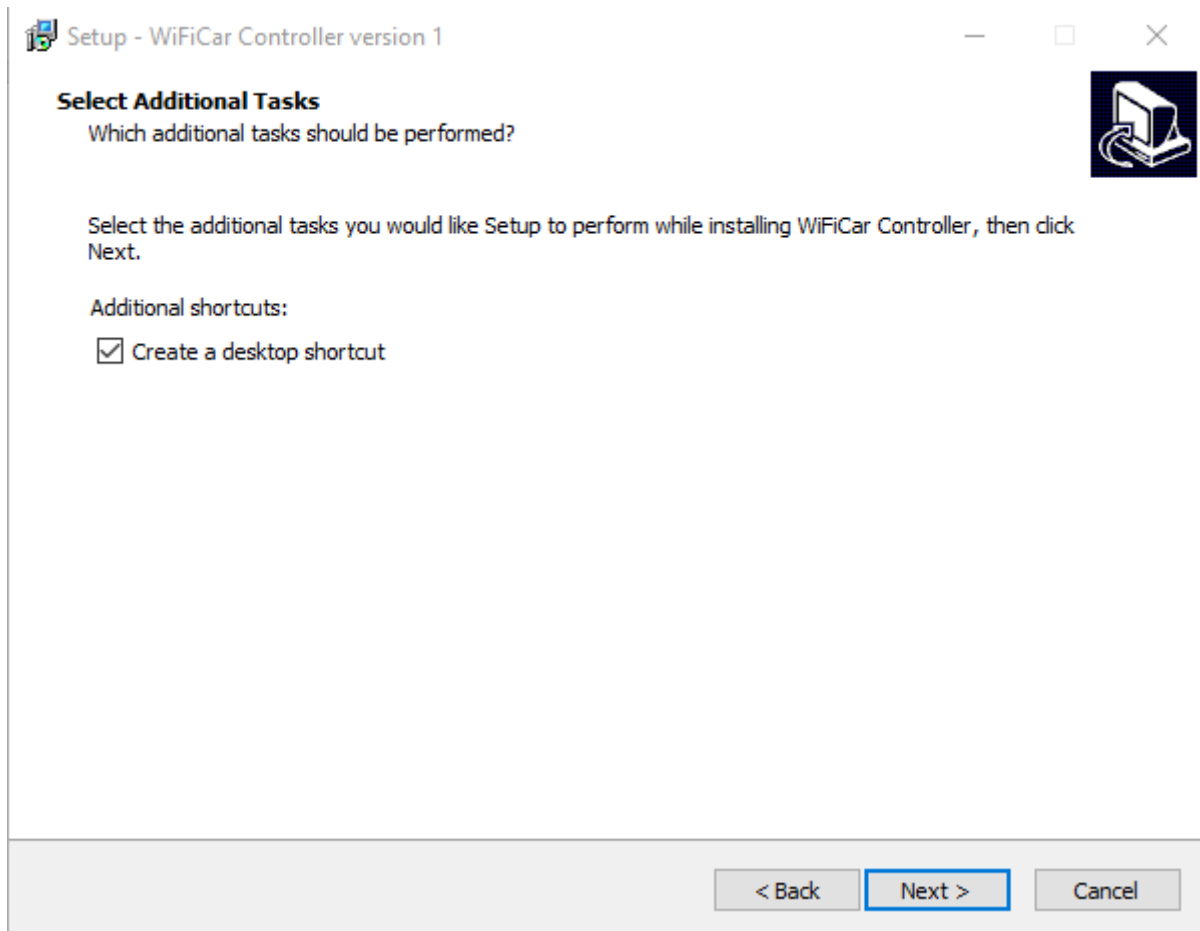 Setup - WiFiCar Controller version 1
Select Additional Tasks
Which additional tasks should be performed?
Select the additional tasks you would like Setup to perform while installing WiFiCar Controller, then click
Next.
Additional shortcuts:
Create a desktop shortcut
< Back
Next >
Cancel